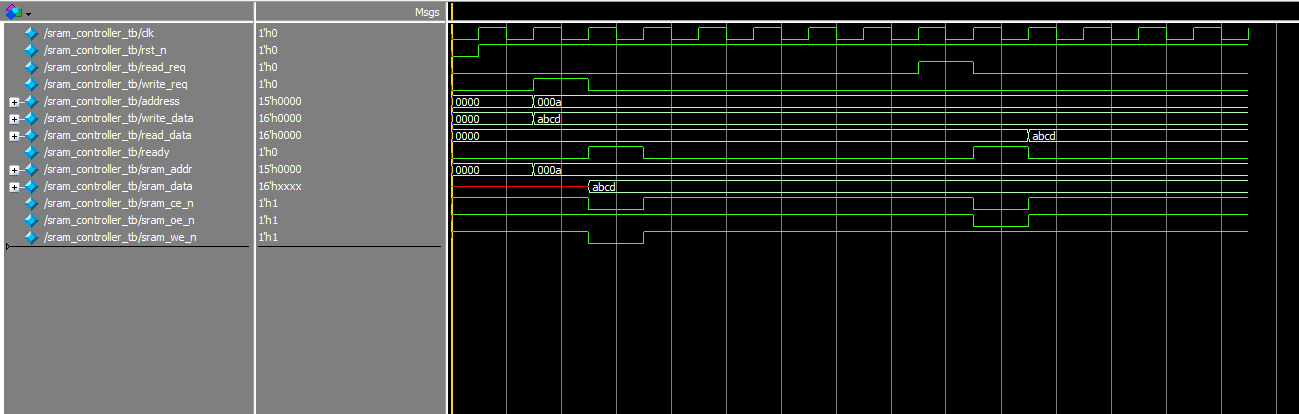 Msgs
/sram_controller_tb/clk 1'h0
/sram_controller_tb/rst_n 1'h0
/sram_controller_tb/read_req 1'h0
/sram_controller_tb/write_req 1'h0
/sram_controller_tb/address 15'h0000 0000 000a
/sram_controller_tb/write_data 16'h0000 0000 abcd
/sram_controller_tb/read_data 16'h0000 0000 abcd
/sram_controller_tb/ready 1'h0
/sram_controller_tb/sram_addr 15'h0000 0000 000a
/sram_controller_tb/sram_data 16'hxxxx abcd
/sram_controller_tb/sram_ce_n 1'h1
/sram_controller_tb/sram_oe_n 1'h1
/sram_controller_tb/sram_we_n 1'h1